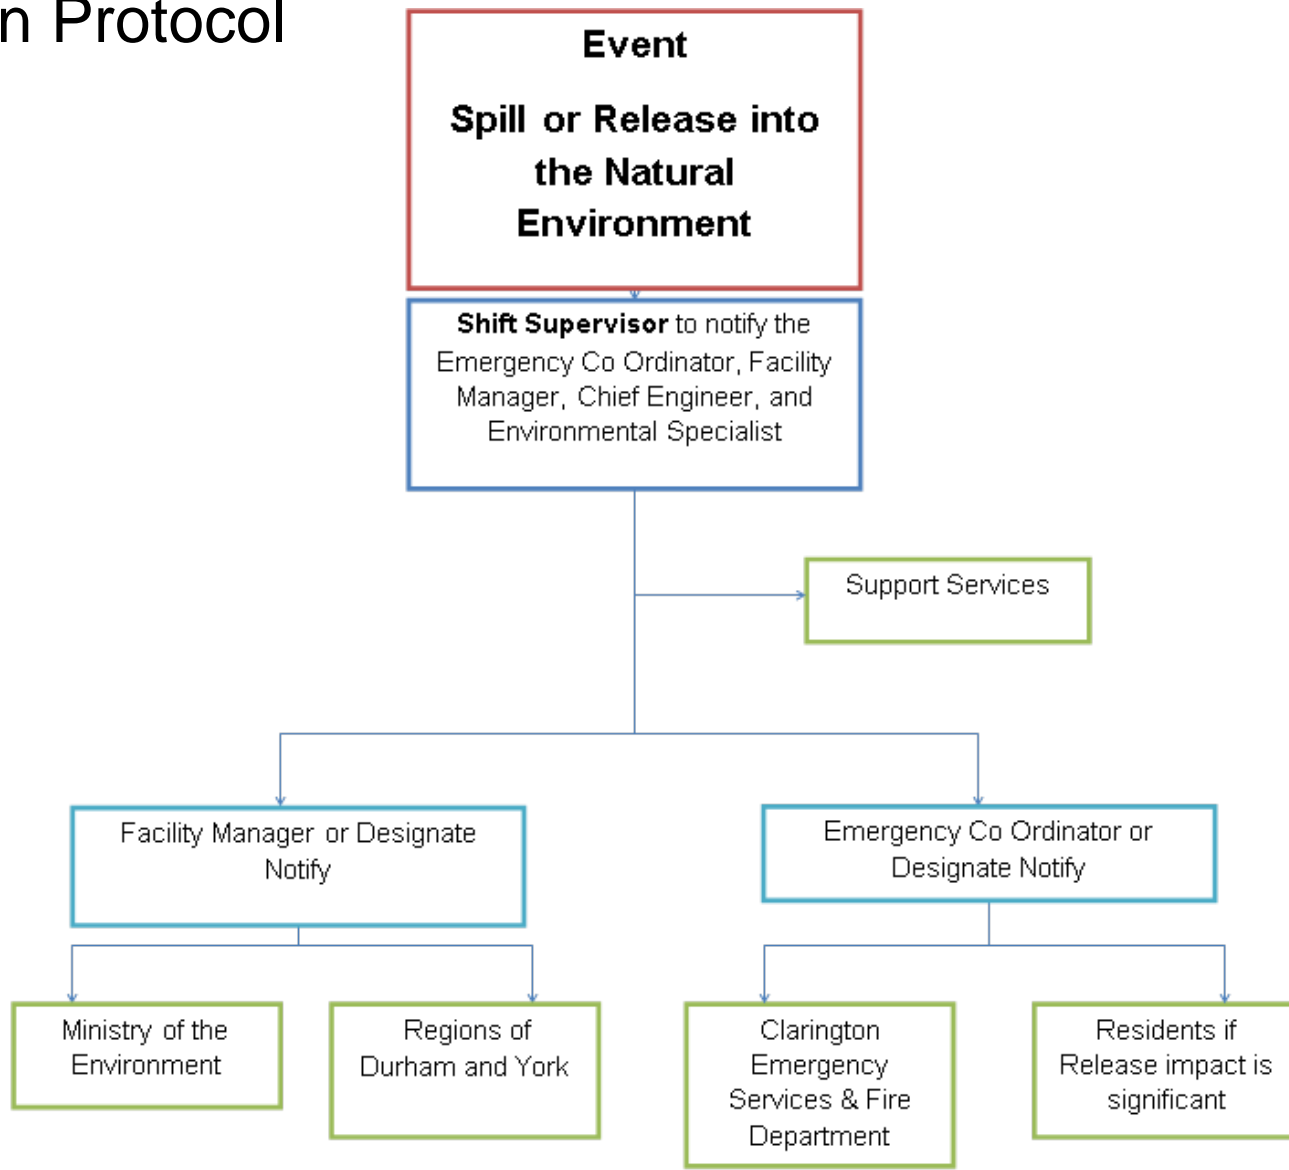 n Protocol
Event
Spill or Release into
the Natural
Environment
Shift Supervisor to notify the
Emergency Co Ordinator, Facility
Manager, Chief Engineer, and
Environmental Specialist
Support Services
Facility Manager or Designate
Notify
Emergency Co Ordinator or
Designate Notify
Ministry of the
Environment
Regions of
Durham and York
Clarington
Emergency
Services & Fire
Department
Residents if
Release impact is
significant